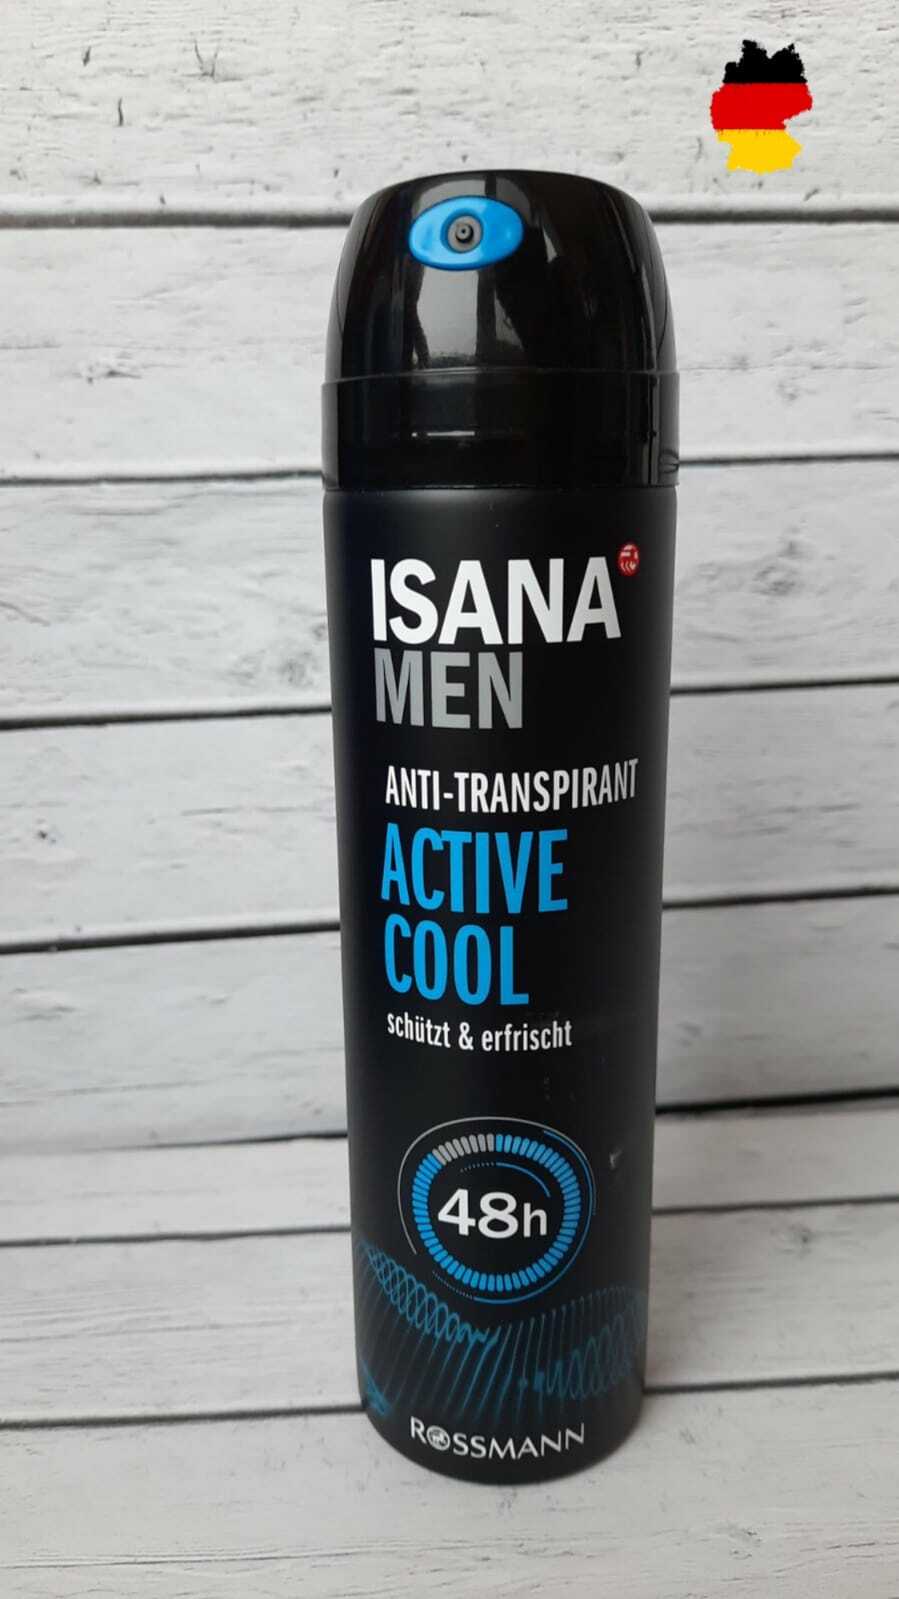 ISANA
MEN
ANTI-TRANSPIRANT
ACTIVE
COOL
schützt & erfrischt
48h
ROSSMANN